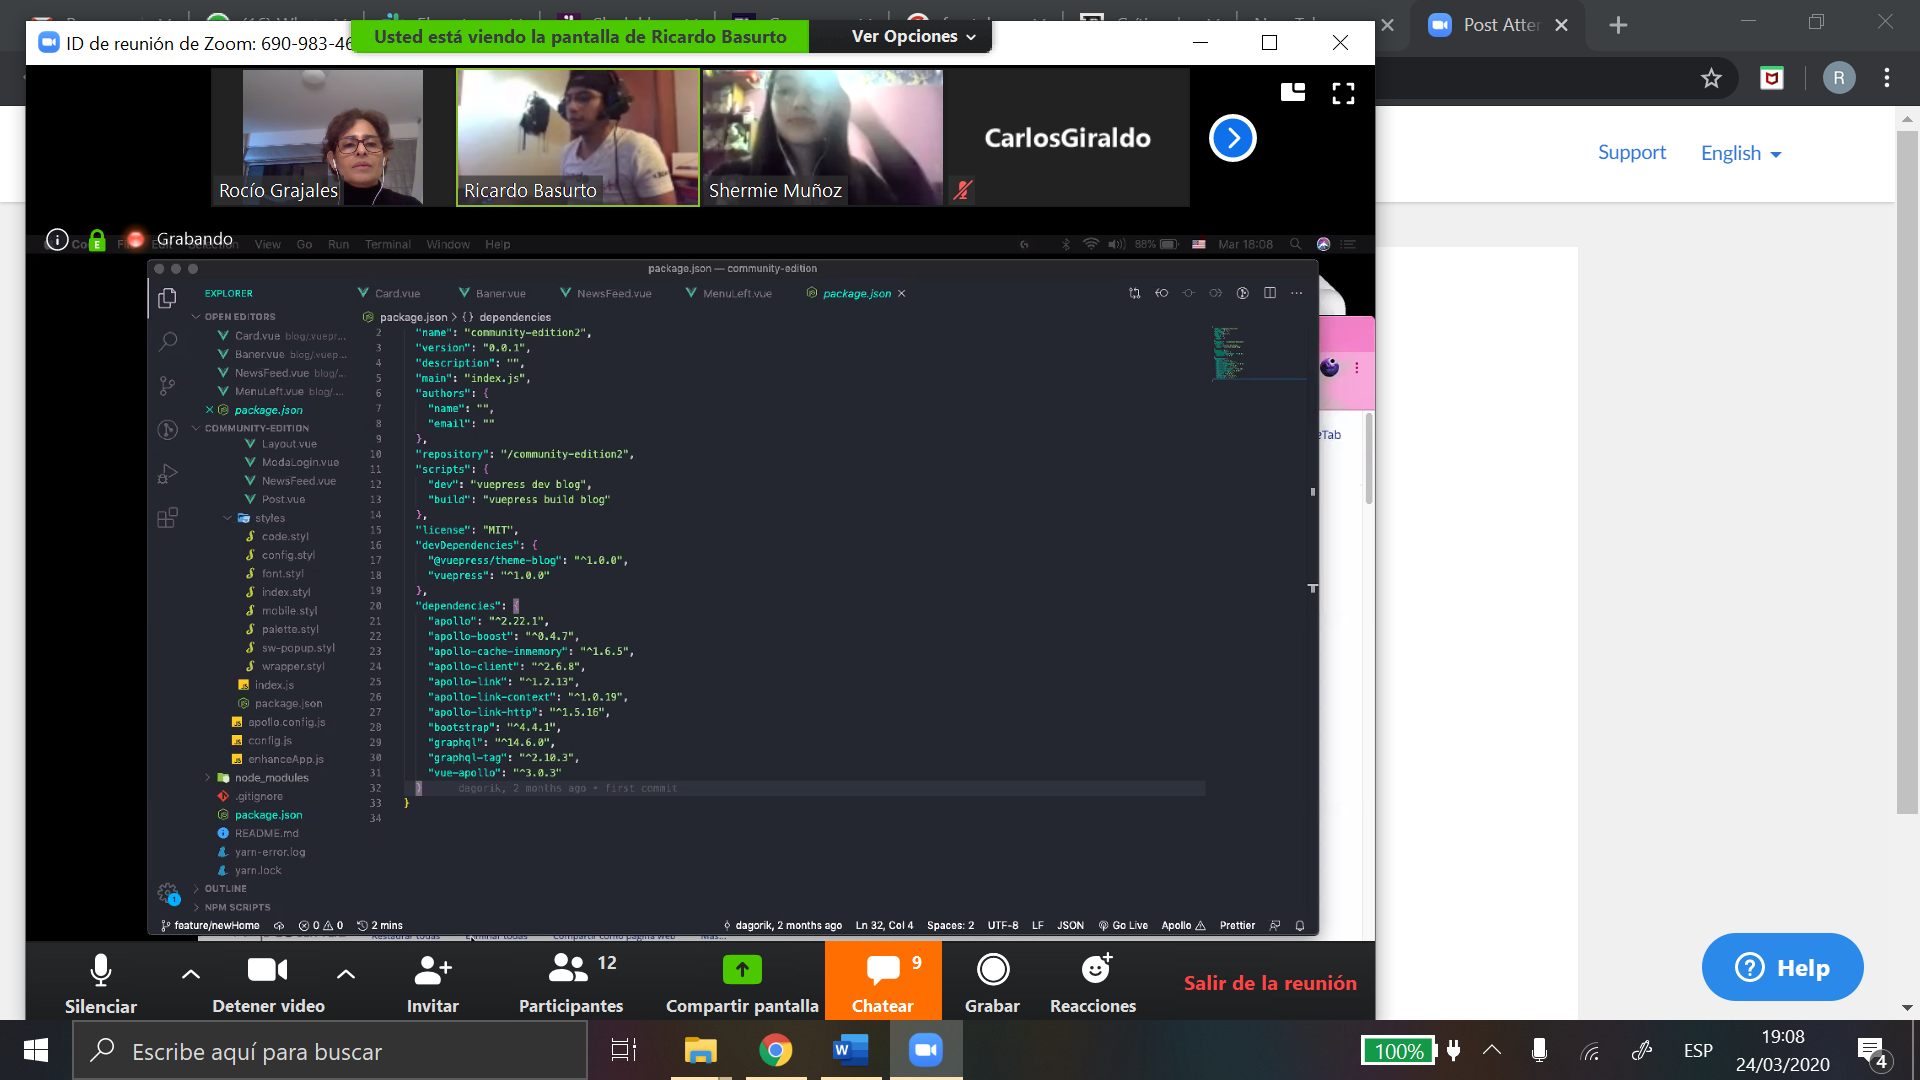 Post Atter
ID de reunión de Zoom: 690-983-46
Usted está viendo la pantalla de Ricardo Basurto
Ver Opciones
R
Support
English
Rocío Grajales
Ricardo Basurto
Shermie Muñoz
CarlosGiraldo
Grabando
View Go Run Terminal Window Help
88% Mar 18:08
package.json — community-edition
EXPLORER
Card.vue
Baner.vue
NewsFeed.vue
MenuLeft.vue
package.json
OPEN EDITORS
package.json > {} dependencies
Card.vue blog/.vuepr...
Baner.vue blog/.vuep...
NewsFeed.vue blog/...
MenuLeft.vue blog/....
package.json
COMMUNITY-EDITION
Layout.vue
ModaLogin.vue
NewsFeed.vue
Post.vue
styles
code.styl
config.styl
font.styl
index.styl
mobile.styl
palette.styl
sw-popup.styl
wrapper.styl
index.js
package.json
apollo.config.js
config.js
enhanceApp.js
node_modules
.gitignore
package.json
README.md
yarn-error.log
yarn.lock
OUTLINE
NPM SCRIPTS
2 "name": "community-edition2",
3 "version": "0.0.1",
4 "description": "",
5 "main": "index.js",
6 "authors": {
7 "name": "",
8 "email": ""
9 },
10 "repository": "/community-edition2",
11 "scripts": {
12 "dev": "vuepress dev blog",
13 "build": "vuepress build blog"
14 },
15 "license": "MIT",
16 "devDependencies": {
17 "@vuepress/theme-blog": "^1.0.0",
18 "vuepress": "^1.0.0"
19 },
20 "dependencies": {
21 "apollo": "^2.22.1",
22 "apollo-boost": "^0.4.7",
23 "apollo-cache-inmemory": "^1.6.5",
24 "apollo-client": "^2.6.8",
25 "apollo-link": "^1.2.13",
26 "apollo-link-context": "^1.0.19",
27 "apollo-link-http": "^1.5.16",
28 "bootstrap": "^4.4.1",
29 "graphql": "^14.6.0",
30 "graphql-tag": "^2.10.3",
31 "vue-apollo": "^3.0.3"
32 } dagorik, 2 months ago • first commit
33 }
34
eTab
feature/newHome 0 0 2 mins dagorik, 2 months ago Ln 32, Col 4 Spaces: 2 UTF-8 LF JSON Go Live Apollo Prettier
Silenciar
Detener video
Invitar
12
Participantes
Compartir pantalla
9
Chatear
Grabar
Reacciones
Salir de la reunión
Help
Escribe aquí para buscar
100%
ESP
19:08
24/03/2020
4